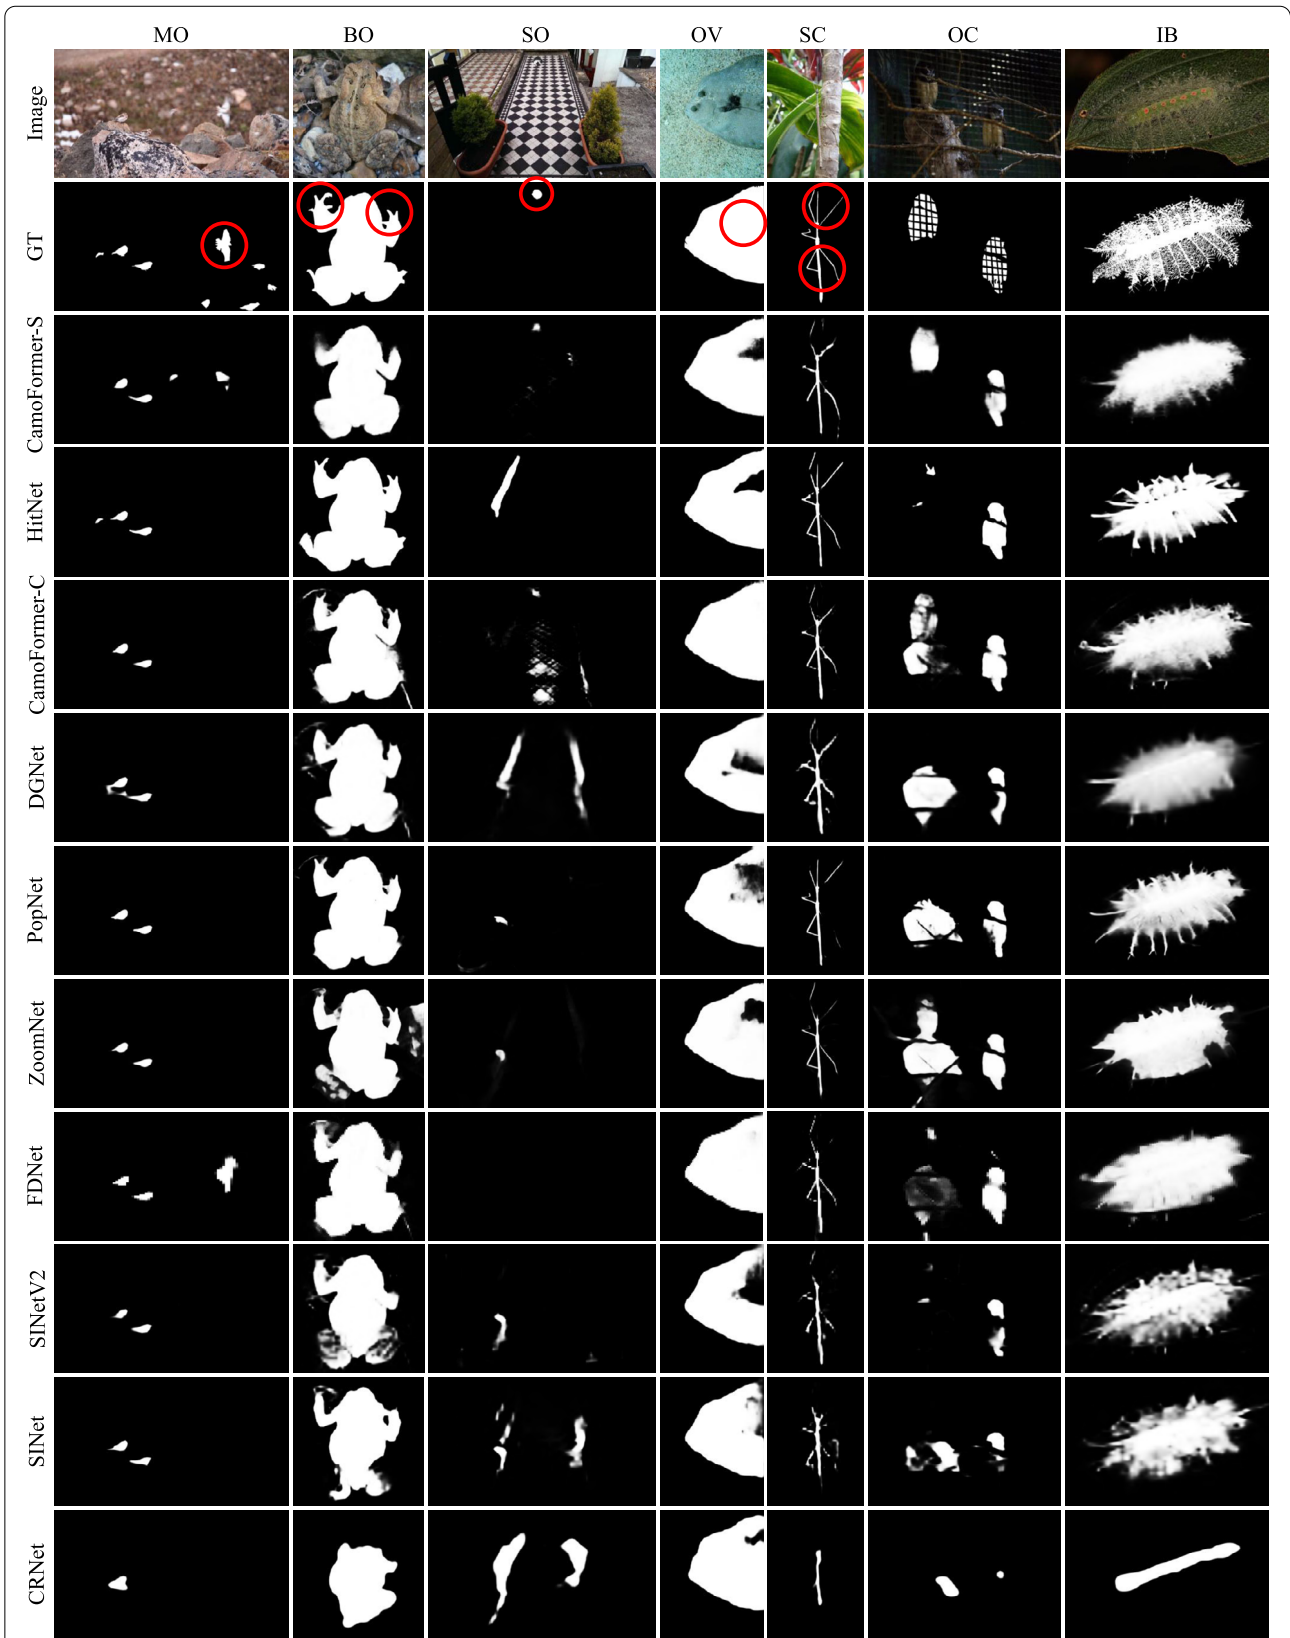 MO BO SO OV SC OC IB
Image
GT
CamoFormer-S
HitNet
CamoFormer-C
DGNet
PopNet
ZoomNet
FDNet
SINetV2
SINet
CRNet